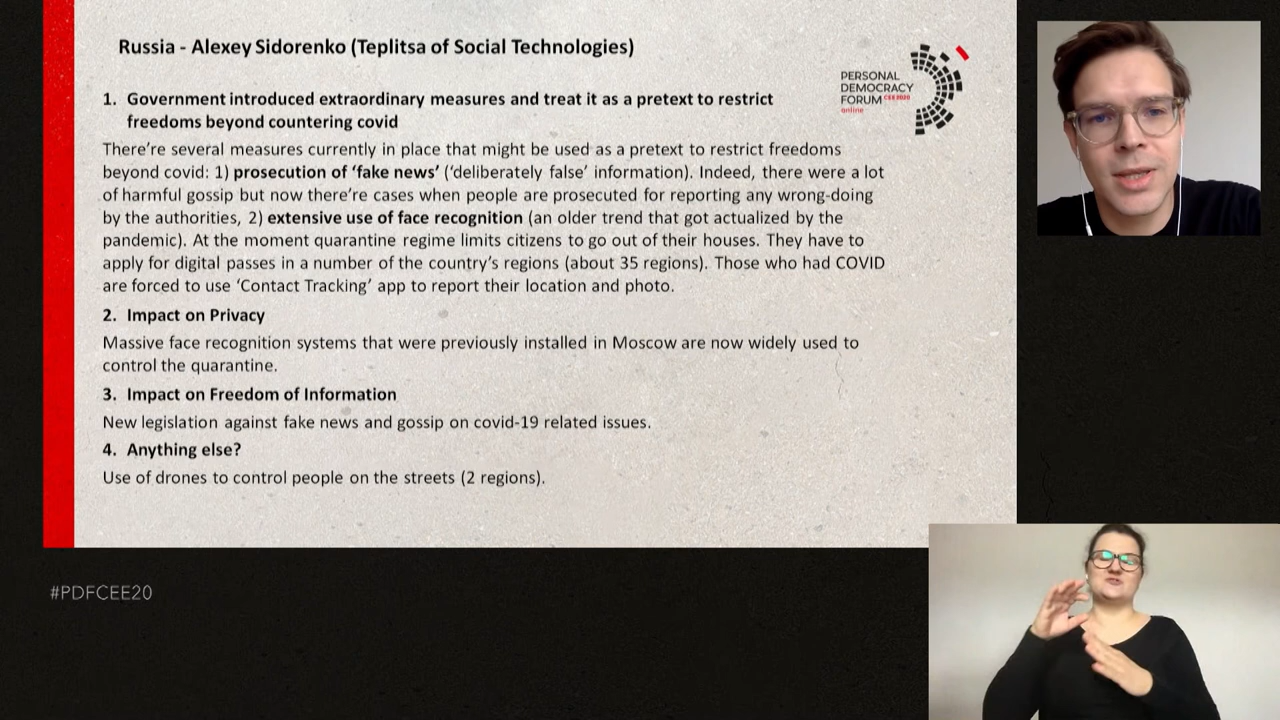 Russia - Alexey Sidorenko (Teplitsa of Social Technologies)
PERSONAL
DEMOCRACY
FORUM CEE 2020
online
1. Government introduced extraordinary measures and treat it as a pretext to restrict
freedoms beyond countering covid
There’re several measures currently in place that might be used as a pretext to restrict freedoms
beyond covid: 1) prosecution of ‘fake news’ (‘deliberately false’ information). Indeed, there were a lot
of harmful gossip but now there’re cases when people are prosecuted for reporting any wrong-doing
by the authorities, 2) extensive use of face recognition (an older trend that got actualized by the
pandemic). At the moment quarantine regime limits citizens to go out of their houses. They have to
apply for digital passes in a number of the country’s regions (about 35 regions). Those who had COVID
are forced to use ‘Contact Tracking’ app to report their location and photo.
2. Impact on Privacy
Massive face recognition systems that were previously installed in Moscow are now widely used to
control the quarantine.
3. Impact on Freedom of Information
New legislation against fake news and gossip on covid-19 related issues.
4. Anything else?
Use of drones to control people on the streets (2 regions).
#PDFCEE20